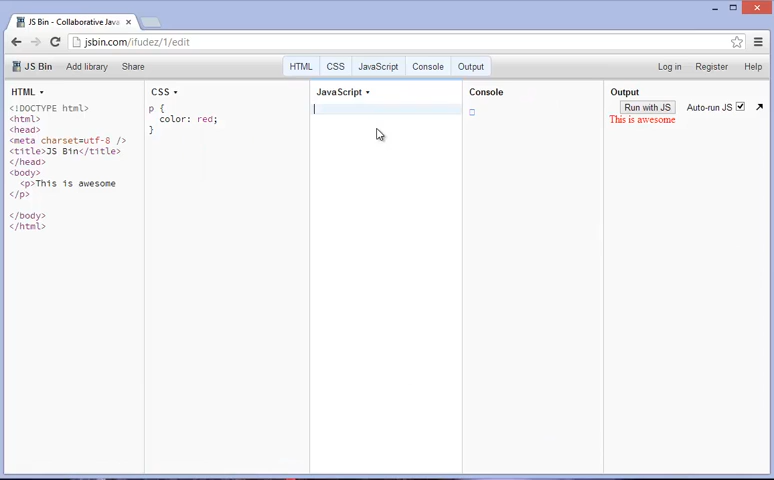 JS Bin - Collaborative Java
jsbin.com/ifudez/1/edit
JS Bin Add library Share HTML CSS JavaScript Console Output Log in Register Help
HTML
<!DOCTYPE html>
<html>
<head>
<meta charset=utf-8 />
<title>JS Bin</title>
</head>
<body>
<p>This is awesome
</p>
</body>
</html>
CSS
p {
color: red;
}
JavaScript
Console
Output
Run with JS Auto-run JS
This is awesome